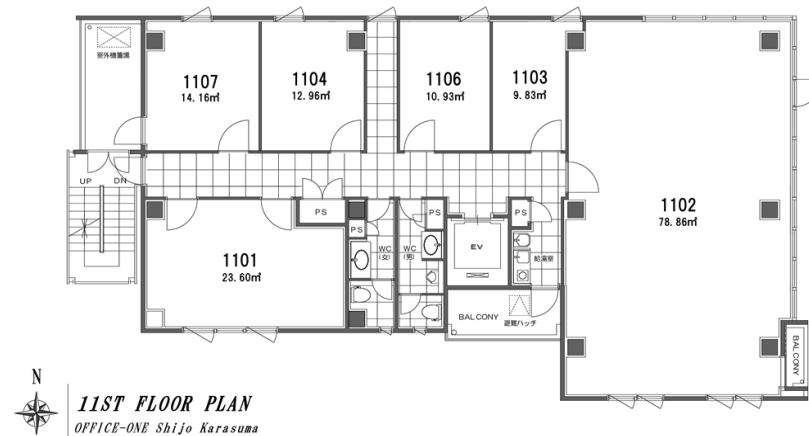 室外機置場
1107
14.16㎡
1104
12.96㎡
1106
10.93㎡
1103
9.83㎡
UP DN
1102
78.86㎡
PS
PS
PS
PS
1101
23.60㎡
WC
(女)
WC
(男)
EV
給湯室
BALCONY
避難ハッチ
BALCONY
N
11ST FLOOR PLAN
OFFICE-ONE Shijo Karasuma